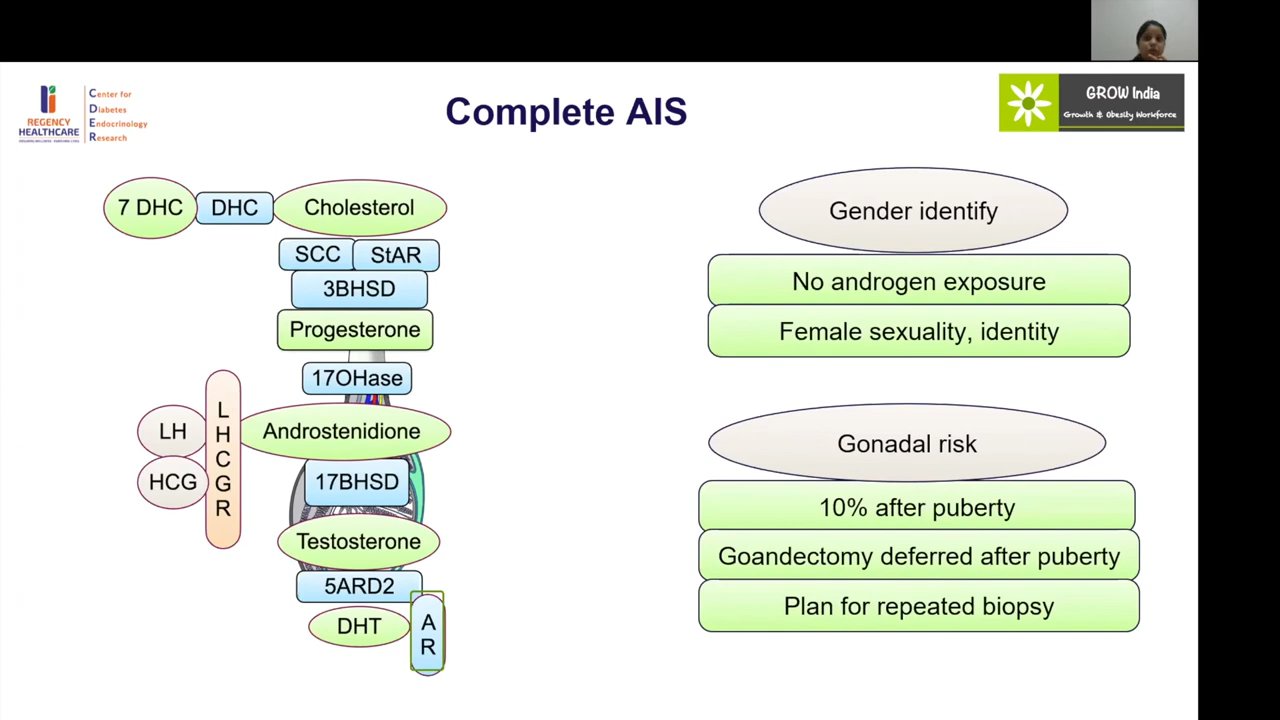 REGENCY
HEALTHCARE
Center for
Diabetes
Endocrinology
Research
Complete AIS
GROW India
Growth & Obesity Workforce
7 DHC
DHC
Cholesterol
SCC
StAR
3BHSD
Progesterone
17OHase
LH
HCG
L
H
C
G
R
Androstenidione
17BHSD
Testosterone
5ARD2
DHT
A
R
Gender identify
No androgen exposure
Female sexuality, identity
Gonadal risk
10% after puberty
Goandectomy deferred after puberty
Plan for repeated biopsy